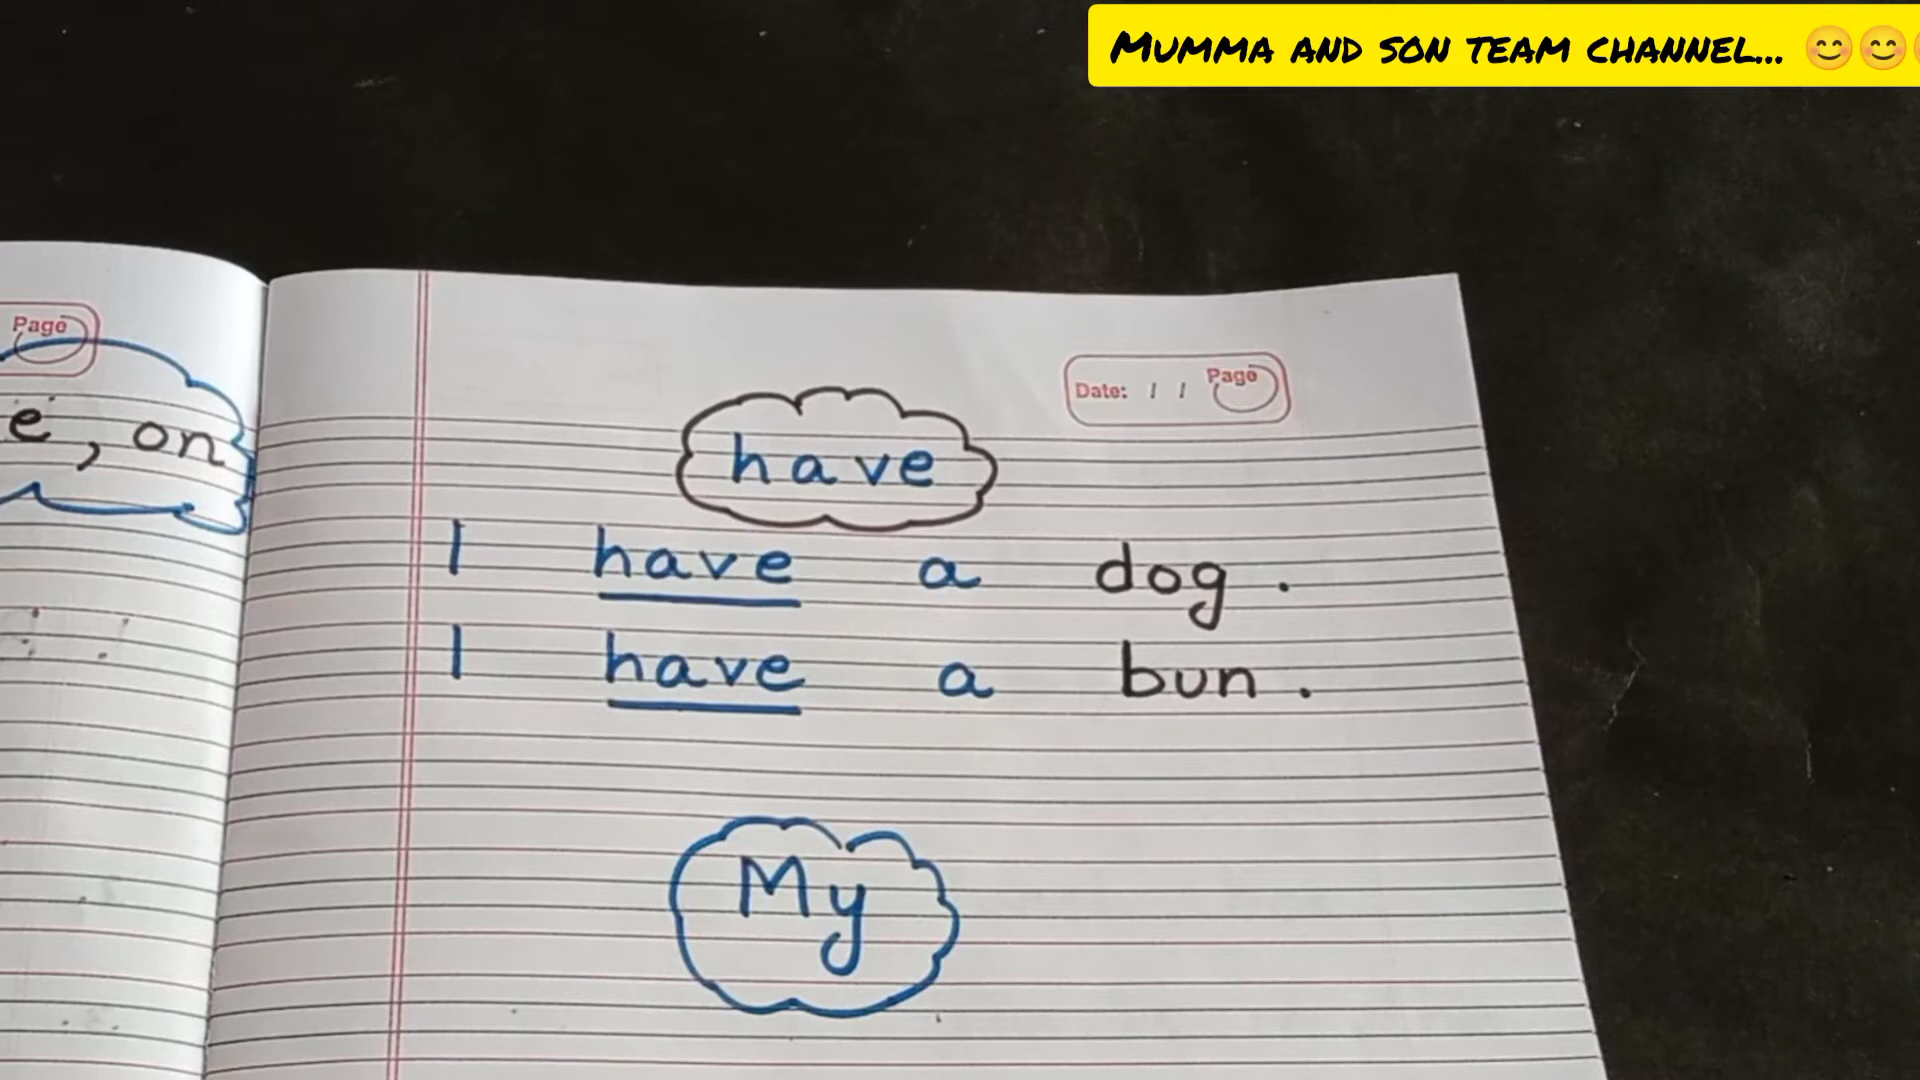 Mumma and son team channel... 😊😊
Page
e, on
Date: / / Page
have
I have a dog.
I have a bun.
My